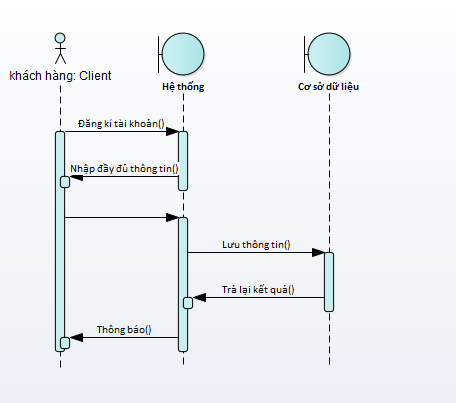 khách hàng: Client
Hệ thống
Cơ sở dữ liệu
Đăng kí tài khoản()
Nhập đầy đủ thông tin()
Lưu thông tin()
Trả lại kết quả()
Thông báo()